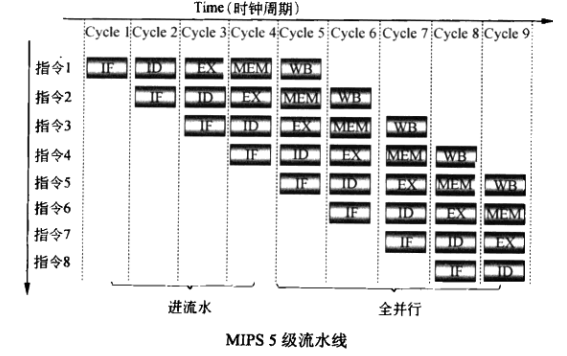 Time (时钟周期)
Cycle 1 Cycle 2 Cycle 3 Cycle 4 Cycle 5 Cycle 6 Cycle 7 Cycle 8 Cycle 9
指令1 IF ID EX MEM WB
指令2 IF ID EX MEM WB
指令3 IF ID EX MEM WB
指令4 IF ID EX MEM WB
指令5 IF ID EX MEM WB
指令6 IF ID EX MEM
指令7 IF ID EX
指令8 IF ID
进流水 全并行
MIPS 5 级流水线